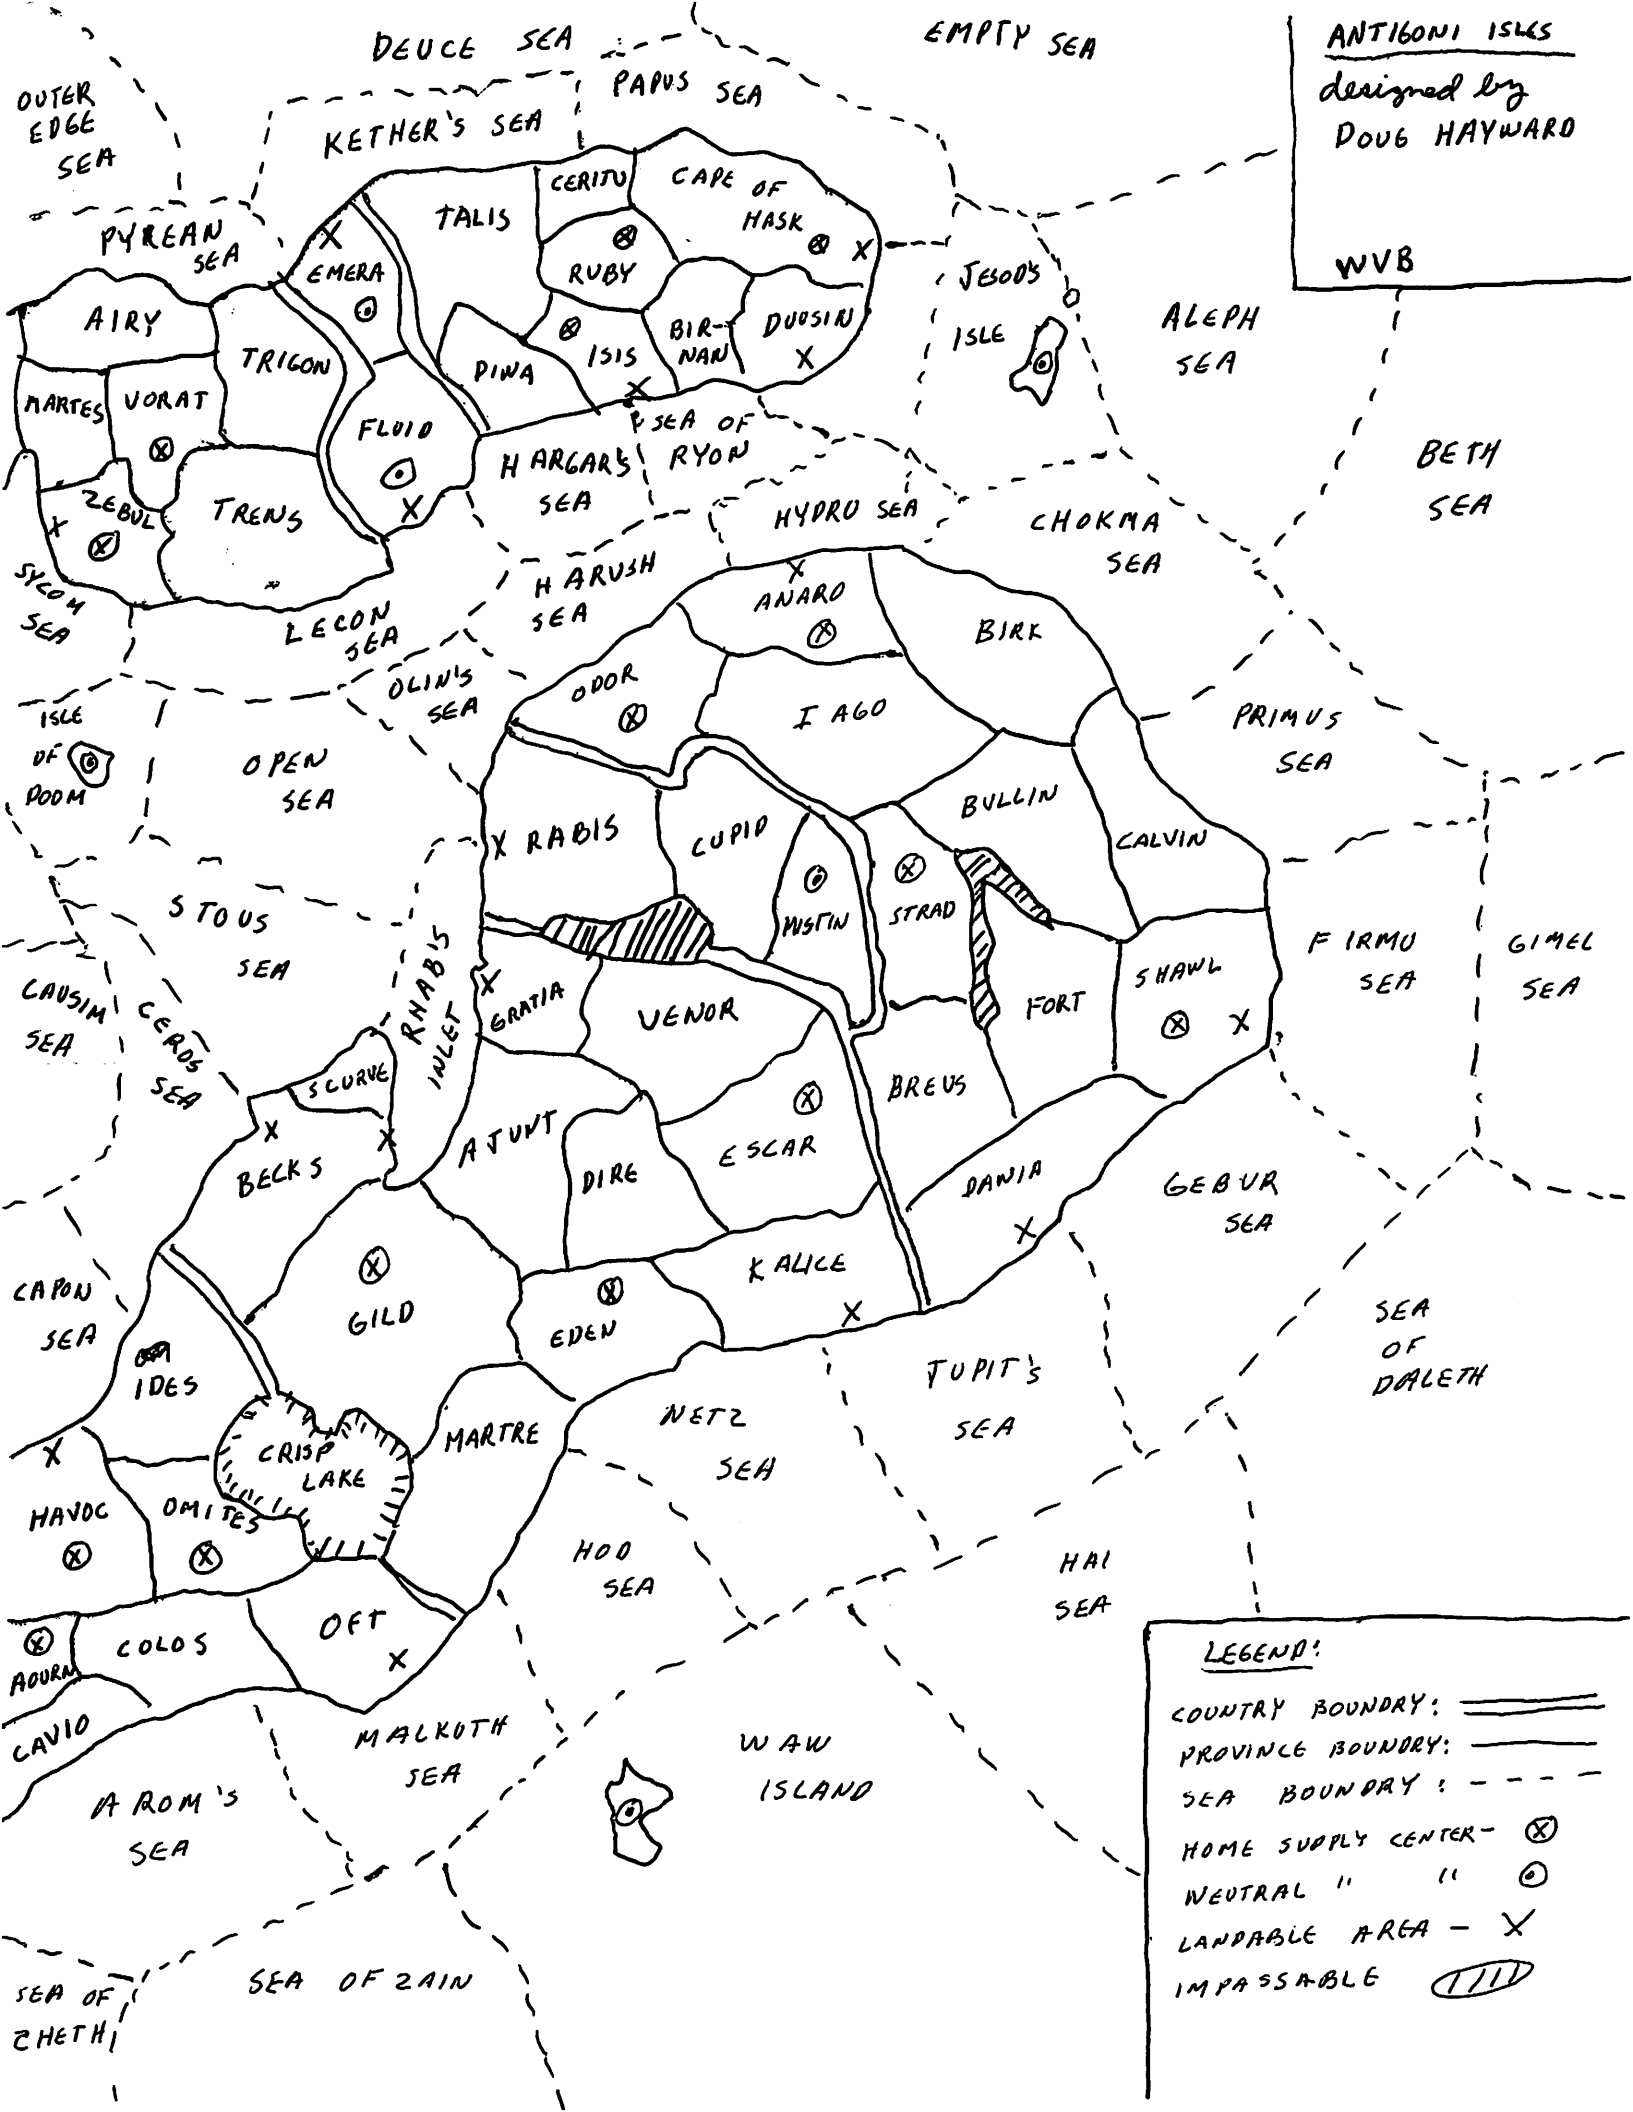 DEUCE SEA
EMPTY SEA
ANTIGONI ISLES
designed by
DOUG HAYWARD
WVB
OUTER
EDGE
SEA
PAPUS SEA
KETHER'S SEA
PYREAN
SEA
CERITU
CAPE OF
HASK
TALIS
EMERA
RUBY
JESOD'S
ISLE
ALEPH
SEA
AIRY
TRIGON
DINA
ISIS
BIR-
NAN
DUOSIN
MARTES
VORAT
FLUID
SEA OF
RYON
HARGAR'S
SEA
BETH
SEA
ZEBUL
TRENS
HYDRO SEA
CHOKMA
SEA
SYCOM
SEA
LECON
SEA
HARUSH
SEA
ANARO
BIRK
OLIN'S
SEA
ODOR
IAGO
PRIMUS
SEA
ISLE
OF
DOOM
OPEN
SEA
RABIS
CUPID
BULLIN
CALVIN
STOUS
SEA
STRAD
FIRMU
SEA
GIMEL
SEA
CAUSIM
SEA
CEROS
SEA
RHABIS
INLET
GRATIA
VENOR
FORT
SHAWL
SCURVE
BREUS
BECKS
AJUNT
DIRE
ESCAR
DANIA
GEBUR
SEA
CAPON
SEA
GILD
EDEN
KALICE
SEA
OF
DALETH
IDES
TUPIT'S
SEA
NETZ
SEA
MARTRE
CRISP
LAKE
HAVOC
OMITES
HOD
SEA
HAI
SEA
OFT
COLOS
ADURN
CAVIO
MALKUTH
SEA
WAW
ISLAND
AROM'S
SEA
SEA OF
CHETH
SEA OF ZAIN
LEGEND:
COUNTRY BOUNDRY:
PROVINCE BOUNDRY:
SEA BOUNDRY:
HOME SUPPLY CENTER-
NEUTRAL " "
LANDABLE AREA - X
IMPASSABLE